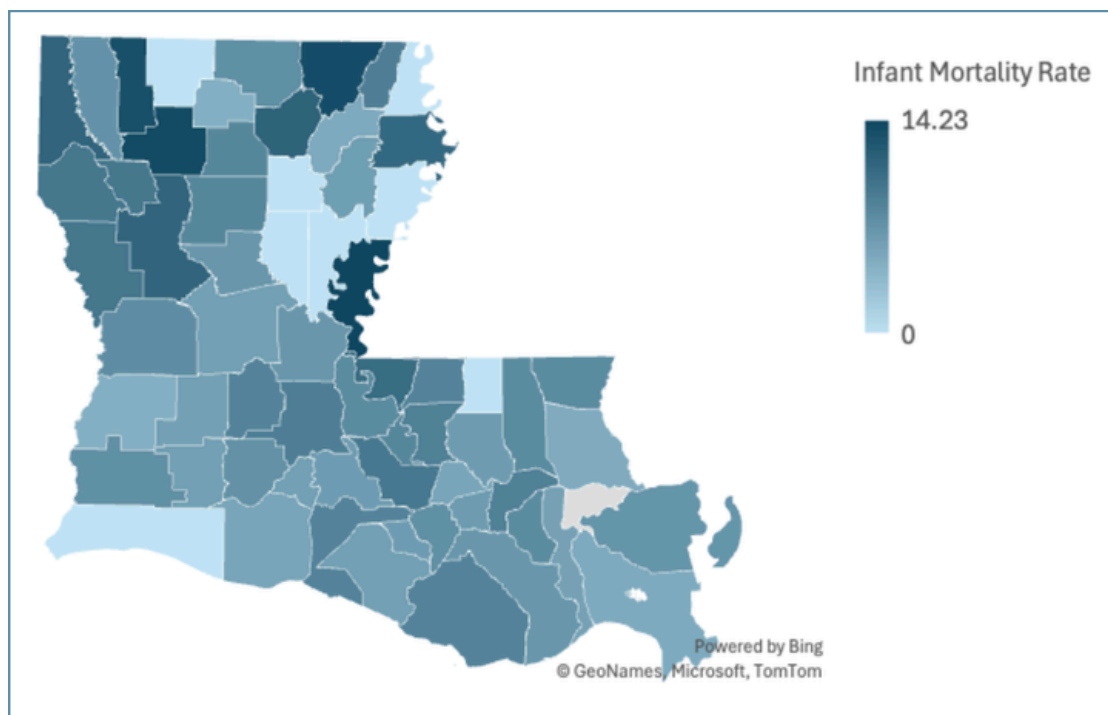 Infant Mortality Rate
14.23
0
Powered by Bing
© GeoNames, Microsoft, TomTom